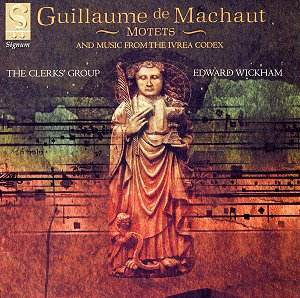 Signum
Guillaume de Machaut
~ MOTETS ~
AND MUSIC FROM THE IVREA CODEX
THE CLERKS' GROUP
EDWARD WICKHAM